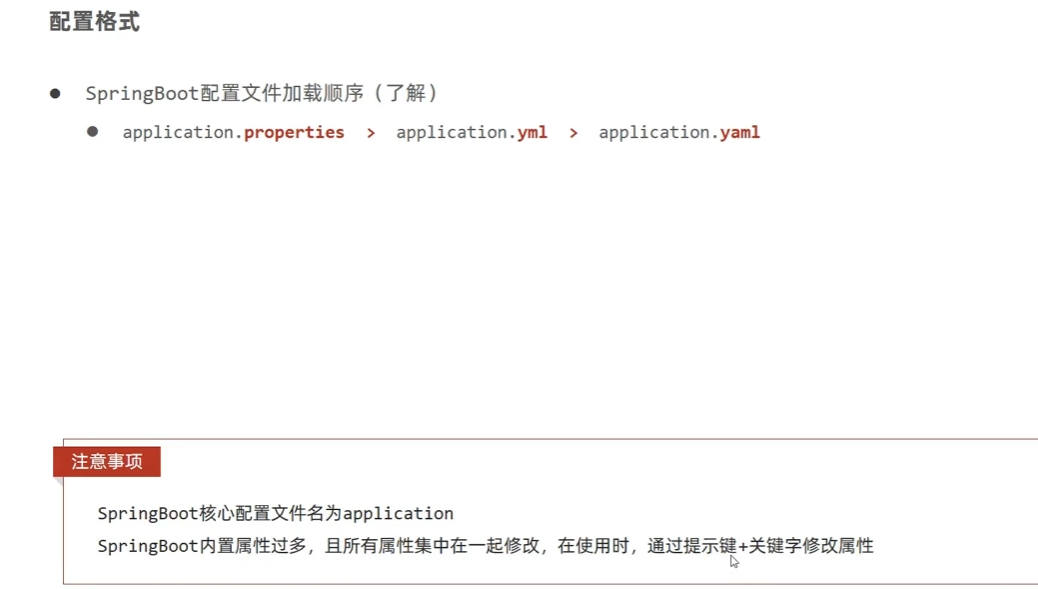 配置格式
SpringBoot配置文件加载顺序（了解）
application.properties > application.yml > application.yaml
注意事项
SpringBoot核心配置文件名为application
SpringBoot内置属性过多，且所有属性集中在一起修改，在使用时，通过提示键+关键字修改属性